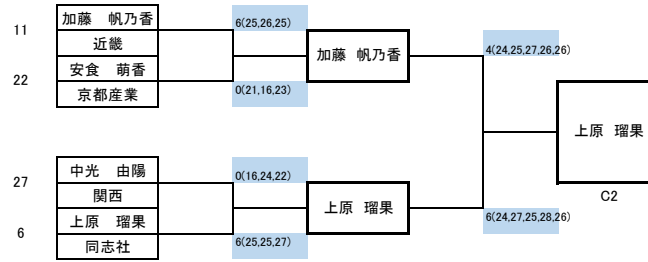 11
加藤　帆乃香
近畿
22
安食　萌香
京都産業
6(25,26,25)
0(21,16,23)
加藤 帆乃香
27
中光　由陽
関西
6
上原　瑠果
同志社
0(16,24,22)
6(25,25,27)
上原 瑠果
4(24,25,27,26,26)
6(24,27,25,28,26)
上原 瑠果
C2